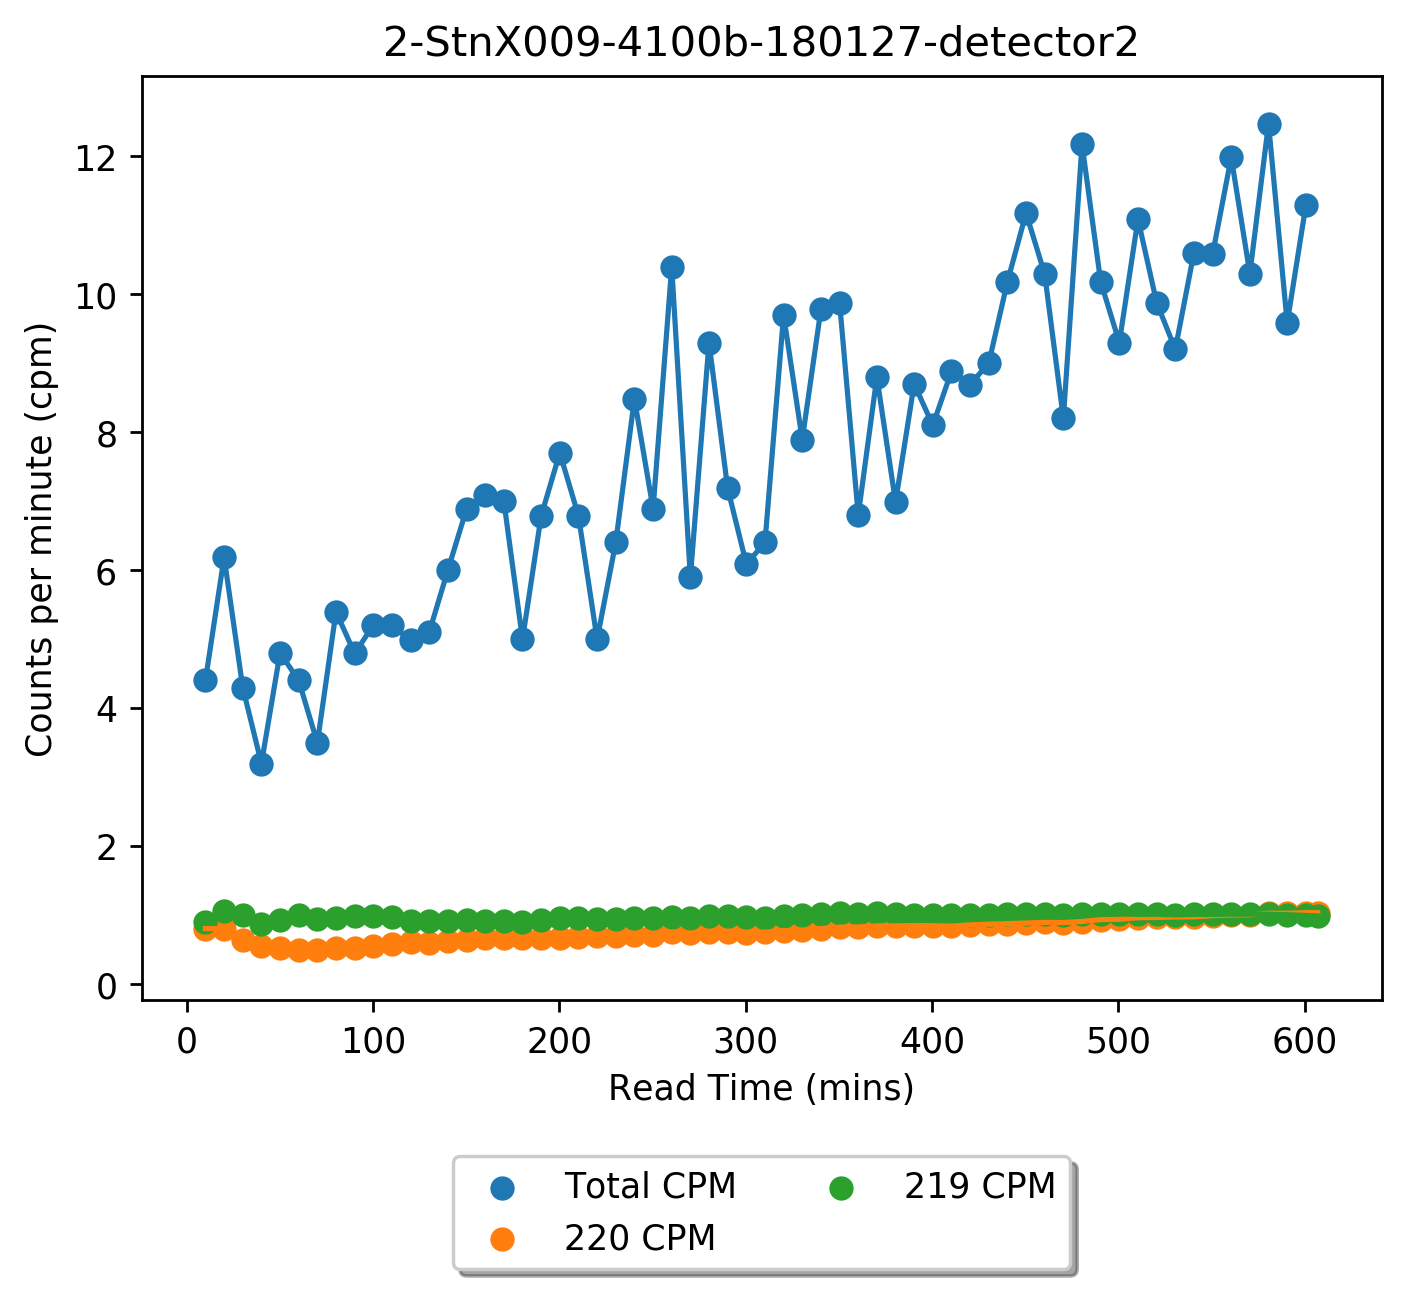 2-StnX009-4100b-180127-detector2
12
10
8
6
4
2
0
Counts per minute (cpm)
0 100 200 300 400 500 600
Read Time (mins)
Total CPM 219 CPM
220 CPM